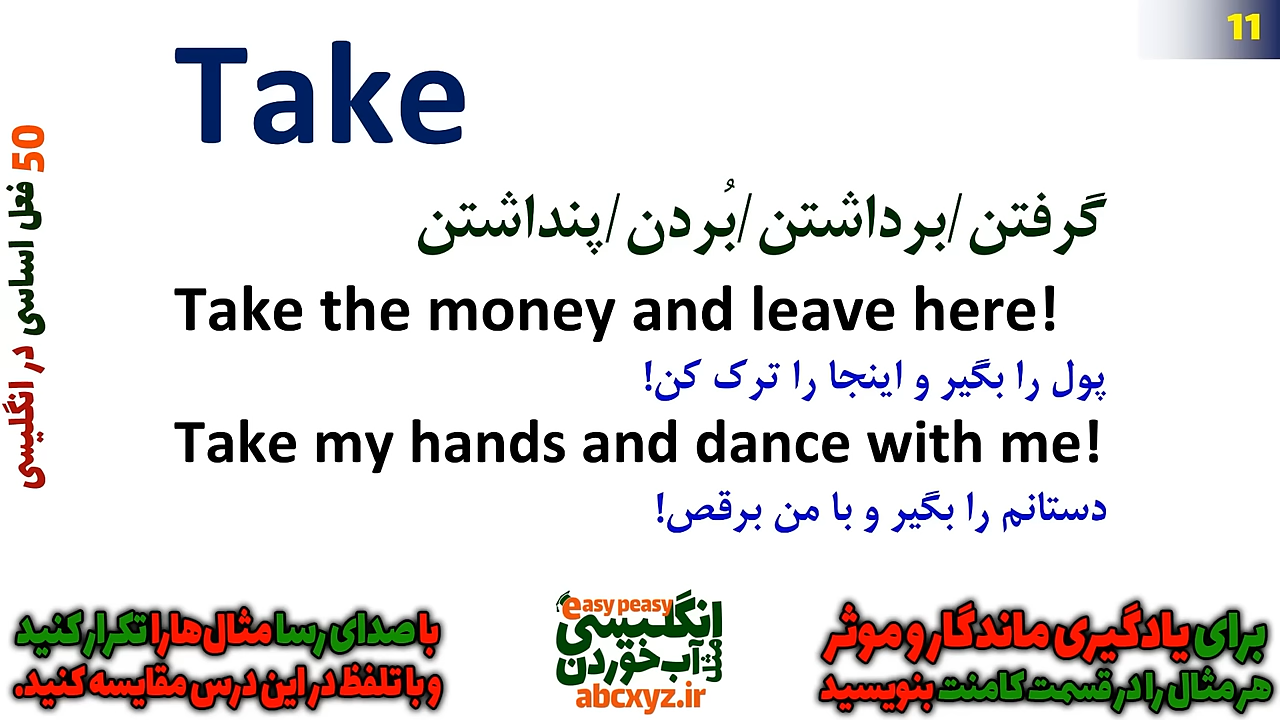 11
Take
50 فعل اساسی در انگلیسی
گرفتن/برداشتن/بُردن/پنداشتن
Take the money and leave here!
پول را بگیر و اینجا را ترک کن!
Take my hands and dance with me!
دستانم را بگیر و با من برقص!
برای یادگیری ماندگار و موثر
هر مثال را در قسمت کامنت بنویسید
easy peasy
انگلیسی
مثل آب خوردن
abcxyz.ir
با صدای رسا مثال‌ها را تکرار کنید
و با تلفظ در این درس مقایسه کنید.